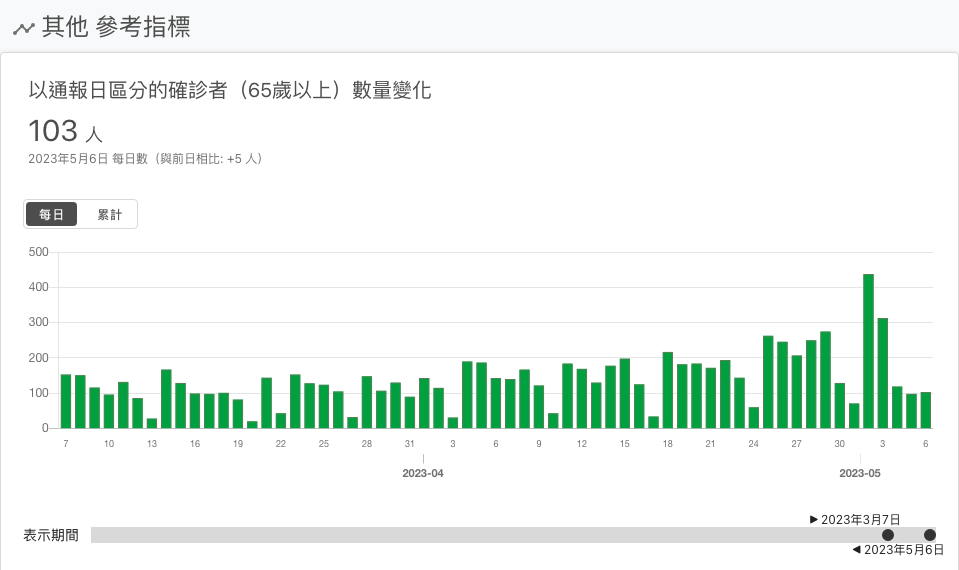 其他 參考指標
以通報日區分的確診者（65歲以上）數量變化
103 人
2023年5月6日 每日數（與前日相比: +5 人）
每日 累計
500
400
300
200
100
0
7 10 13 16 19 22 25 28 31 3 6 9 12 15 18 21 24 27 30 3 6
2023-04 2023-05
►2023年3月7日
表示期間
◄2023年5月6日